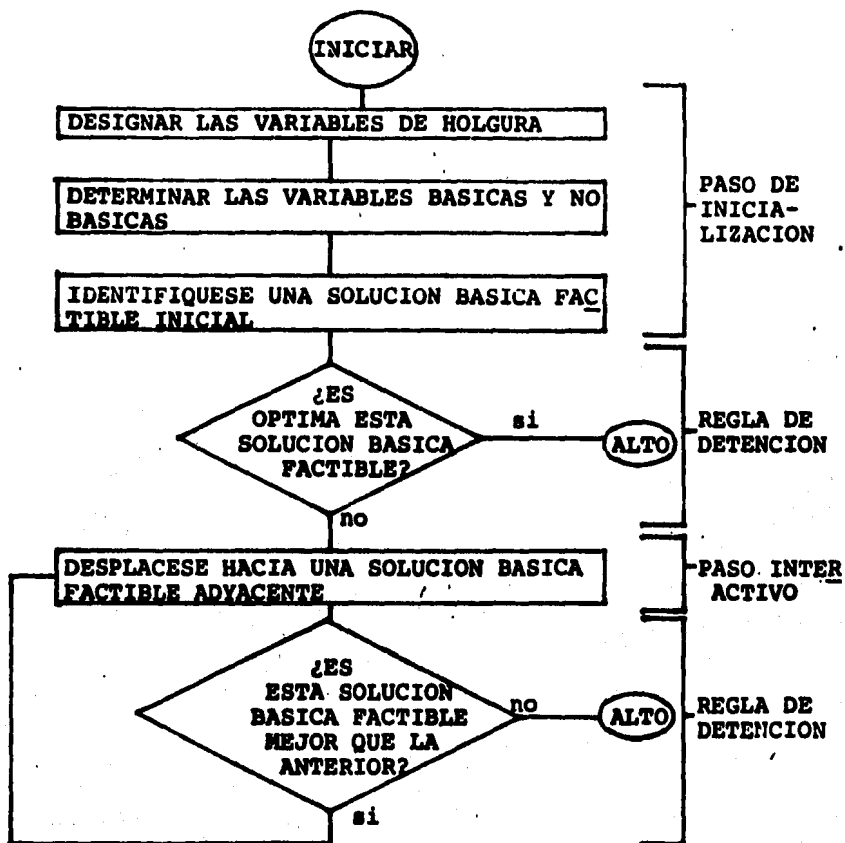 INICIAR
DESIGNAR LAS VARIABLES DE HOLGURA
DETERMINAR LAS VARIABLES BASICAS Y NO
BASICAS
IDENTIFIQUESE UNA SOLUCION BASICA FAC
TIBLE INICIAL
PASO DE
INICIA-
LIZACION
¿ES
OPTIMA ESTA
SOLUCION BASICA
FACTIBLE?
si
ALTO
no
REGLA DE
DETENCION
DESPLACESE HACIA UNA SOLUCION BASICA
FACTIBLE ADYACENTE
PASO INTER
ACTIVO
¿ES
ESTA SOLUCION
BASICA FACTIBLE
MEJOR QUE LA
ANTERIOR?
no
ALTO
si
REGLA DE
DETENCION